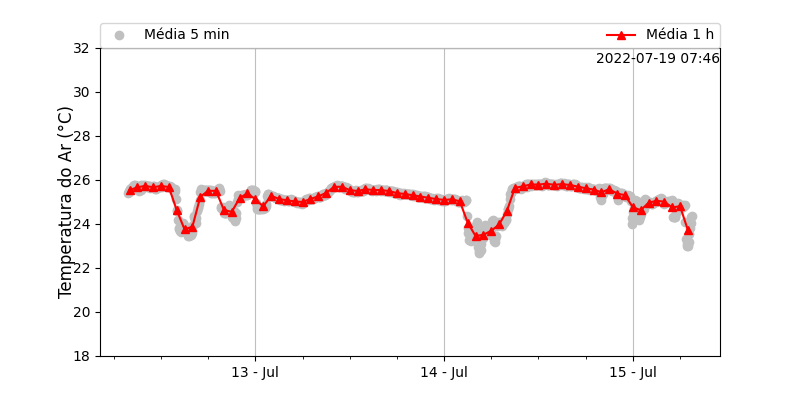 Média 5 min
Média 1 h
2022-07-19 07:46
Temperatura do Ar (°C)
32
30
28
26
24
22
20
18
13 - Jul
14 - Jul
15 - Jul